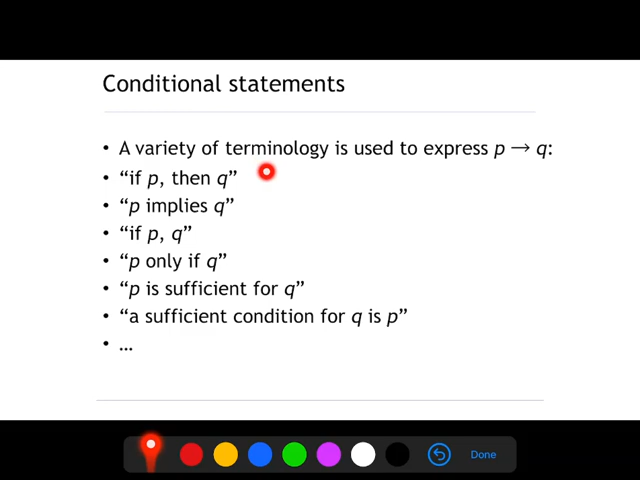 Conditional statements
• A variety of terminology is used to express p → q:
• “if p, then q”
• “p implies q”
• “if p, q”
• “p only if q”
• “p is sufficient for q”
• “a sufficient condition for q is p”
• …
Done